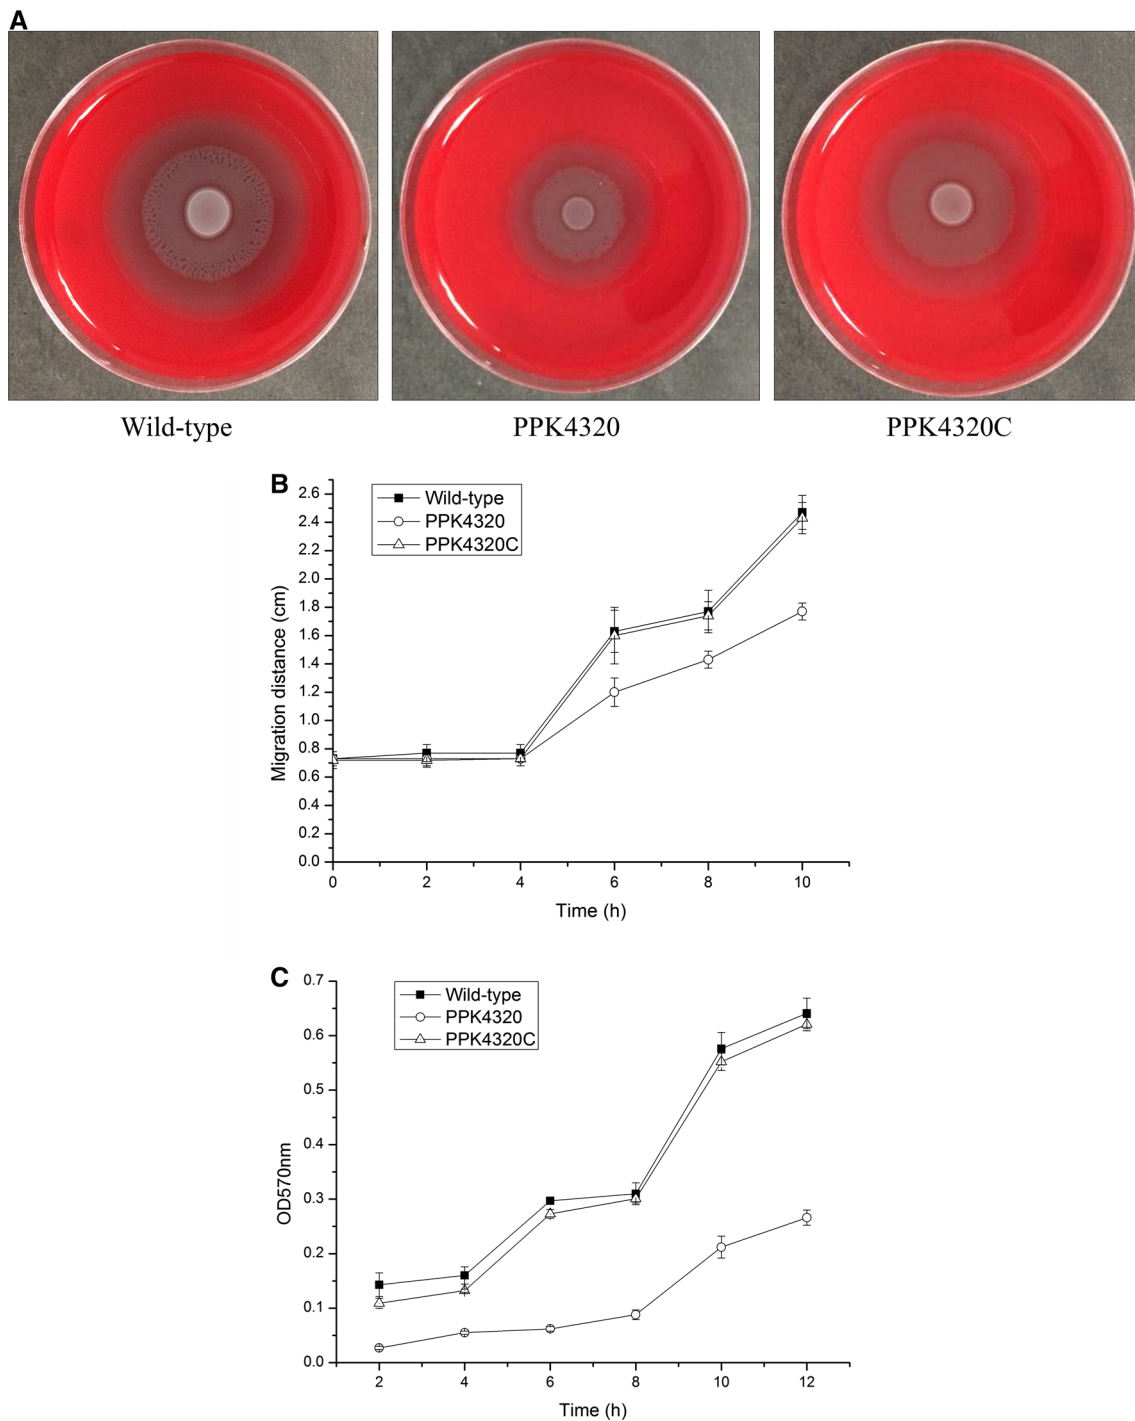 A
Wild-type PPK4320 PPK4320C
B
Wild-type
PPK4320
PPK4320C
2.6
2.4
2.2
2.0
1.8
1.6
1.4
1.2
1.0
0.8
0.6
0.4
0.2
0.0
Migration distance (cm)
0 2 4 6 8 10
Time (h)
C
Wild-type
PPK4320
PPK4320C
0.7
0.6
0.5
0.4
0.3
0.2
0.1
0.0
OD570nm
2 4 6 8 10 12
Time (h)